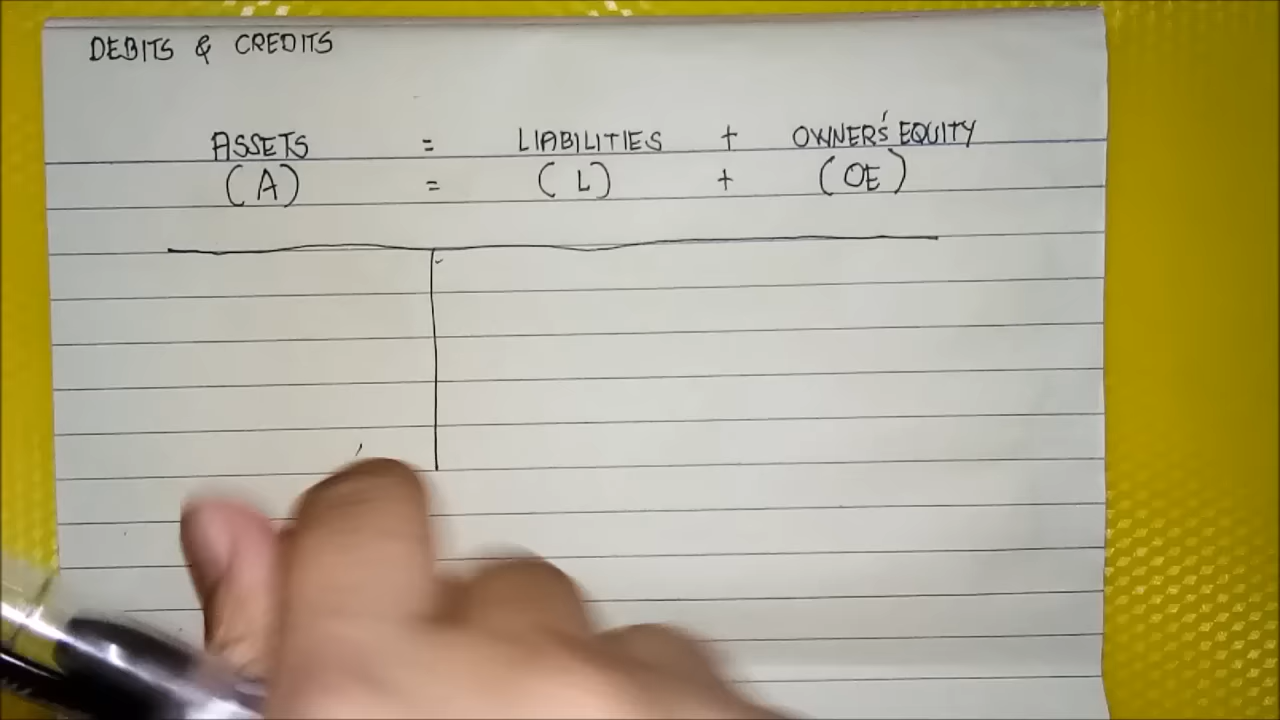 DEBITS & CREDITS
ASSETS = LIABILITIES + OWNER'S EQUITY
(A) = (L) + (OE)